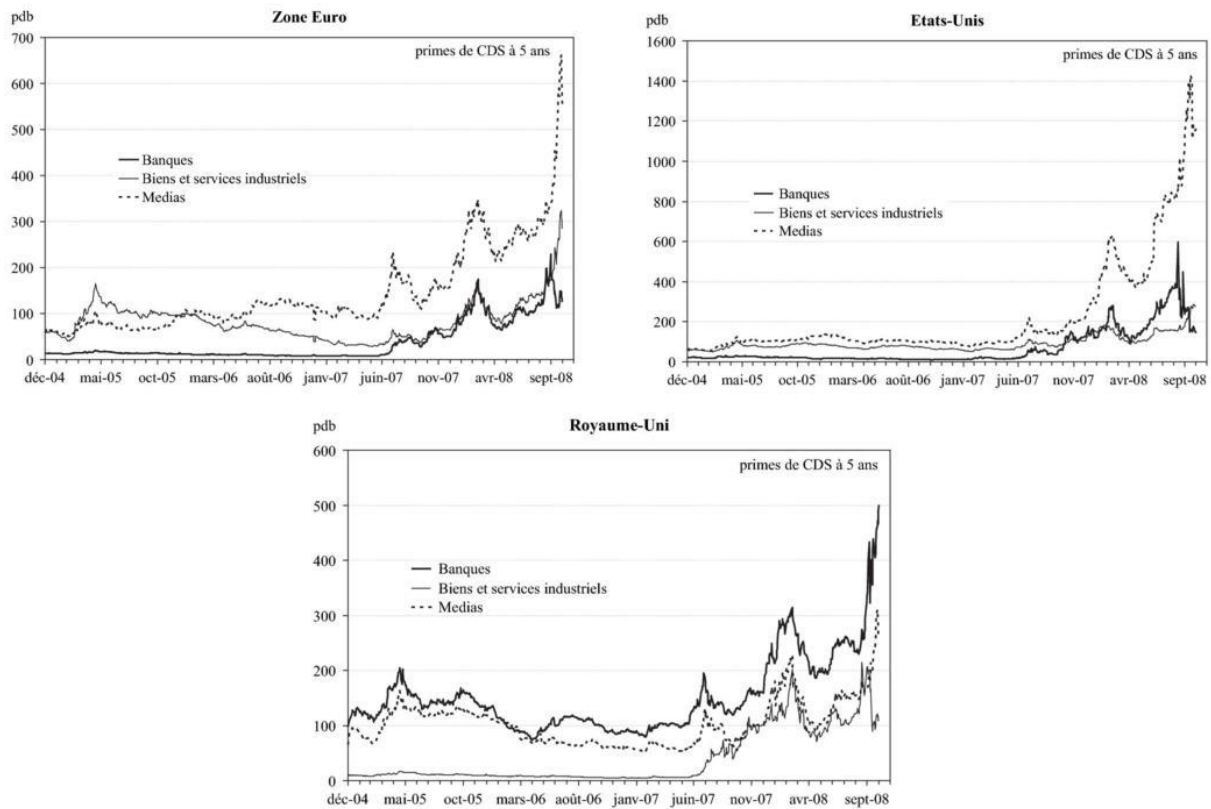 Zone Euro
pdb
primes de CDS à 5 ans
700
600
500
400
300
200
100
0
Banques
Biens et services industriels
Medias
déc-04 mai-05 oct-05 mars-06 août-06 janv-07 juin-07 nov-07 avr-08 sept-08
Etats-Unis
pdb
primes de CDS à 5 ans
1600
1400
1200
1000
800
600
400
200
0
Banques
Biens et services industriels
Medias
déc-04 mai-05 oct-05 mars-06 août-06 janv-07 juin-07 nov-07 avr-08 sept-08
Royaume-Uni
pdb
primes de CDS à 5 ans
600
500
400
300
200
100
0
Banques
Biens et services industriels
Medias
déc-04 mai-05 oct-05 mars-06 août-06 janv-07 juin-07 nov-07 avr-08 sept-08